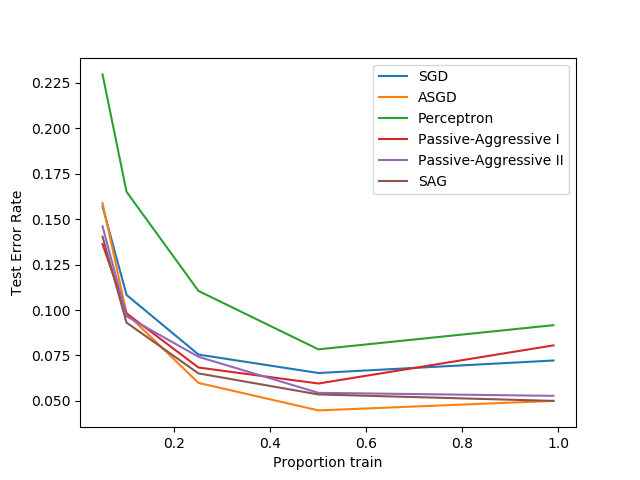 SGD
ASGD
Perceptron
Passive-Aggressive I
Passive-Aggressive II
SAG
Test Error Rate
0.225
0.200
0.175
0.150
0.125
0.100
0.075
0.050
0.2 0.4 0.6 0.8 1.0
Proportion train